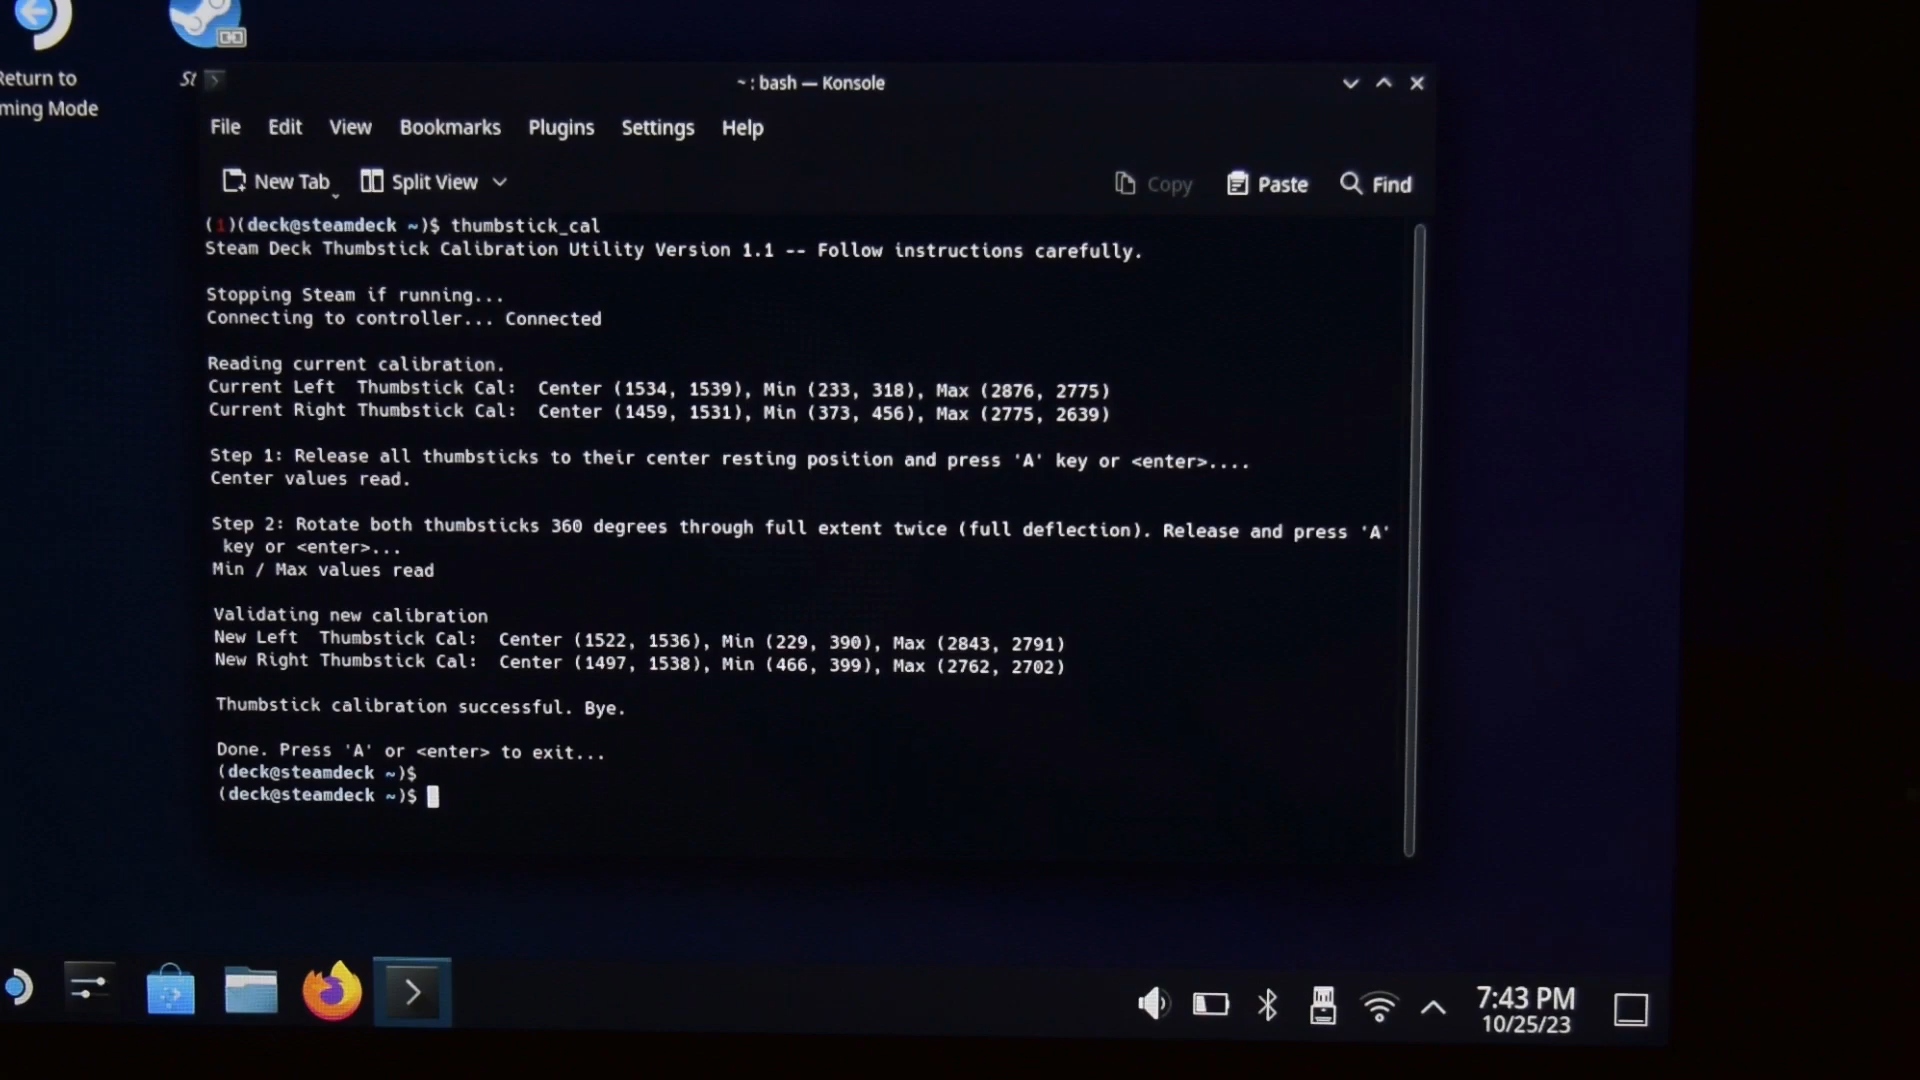 Return to
ming Mode
St
~ : bash — Konsole
File Edit View Bookmarks Plugins Settings Help
New Tab Split View Copy Paste Find
(1)(deck@steamdeck ~)$ thumbstick_cal
Steam Deck Thumbstick Calibration Utility Version 1.1 -- Follow instructions carefully.
Stopping Steam if running...
Connecting to controller... Connected
Reading current calibration.
Current Left  Thumbstick Cal:  Center (1534, 1539), Min (233, 318), Max (2876, 2775)
Current Right Thumbstick Cal:  Center (1459, 1531), Min (373, 456), Max (2775, 2639)
Step 1: Release all thumbsticks to their center resting position and press 'A' key or <enter>....
Center values read.
Step 2: Rotate both thumbsticks 360 degrees through full extent twice (full deflection). Release and press 'A'
key or <enter>...
Min / Max values read
Validating new calibration
New Left  Thumbstick Cal:  Center (1522, 1536), Min (229, 390), Max (2843, 2791)
New Right Thumbstick Cal:  Center (1497, 1538), Min (466, 399), Max (2762, 2702)
Thumbstick calibration successful. Bye.
Done. Press 'A' or <enter> to exit...
(deck@steamdeck ~)$
(deck@steamdeck ~)$
7:43 PM
10/25/23